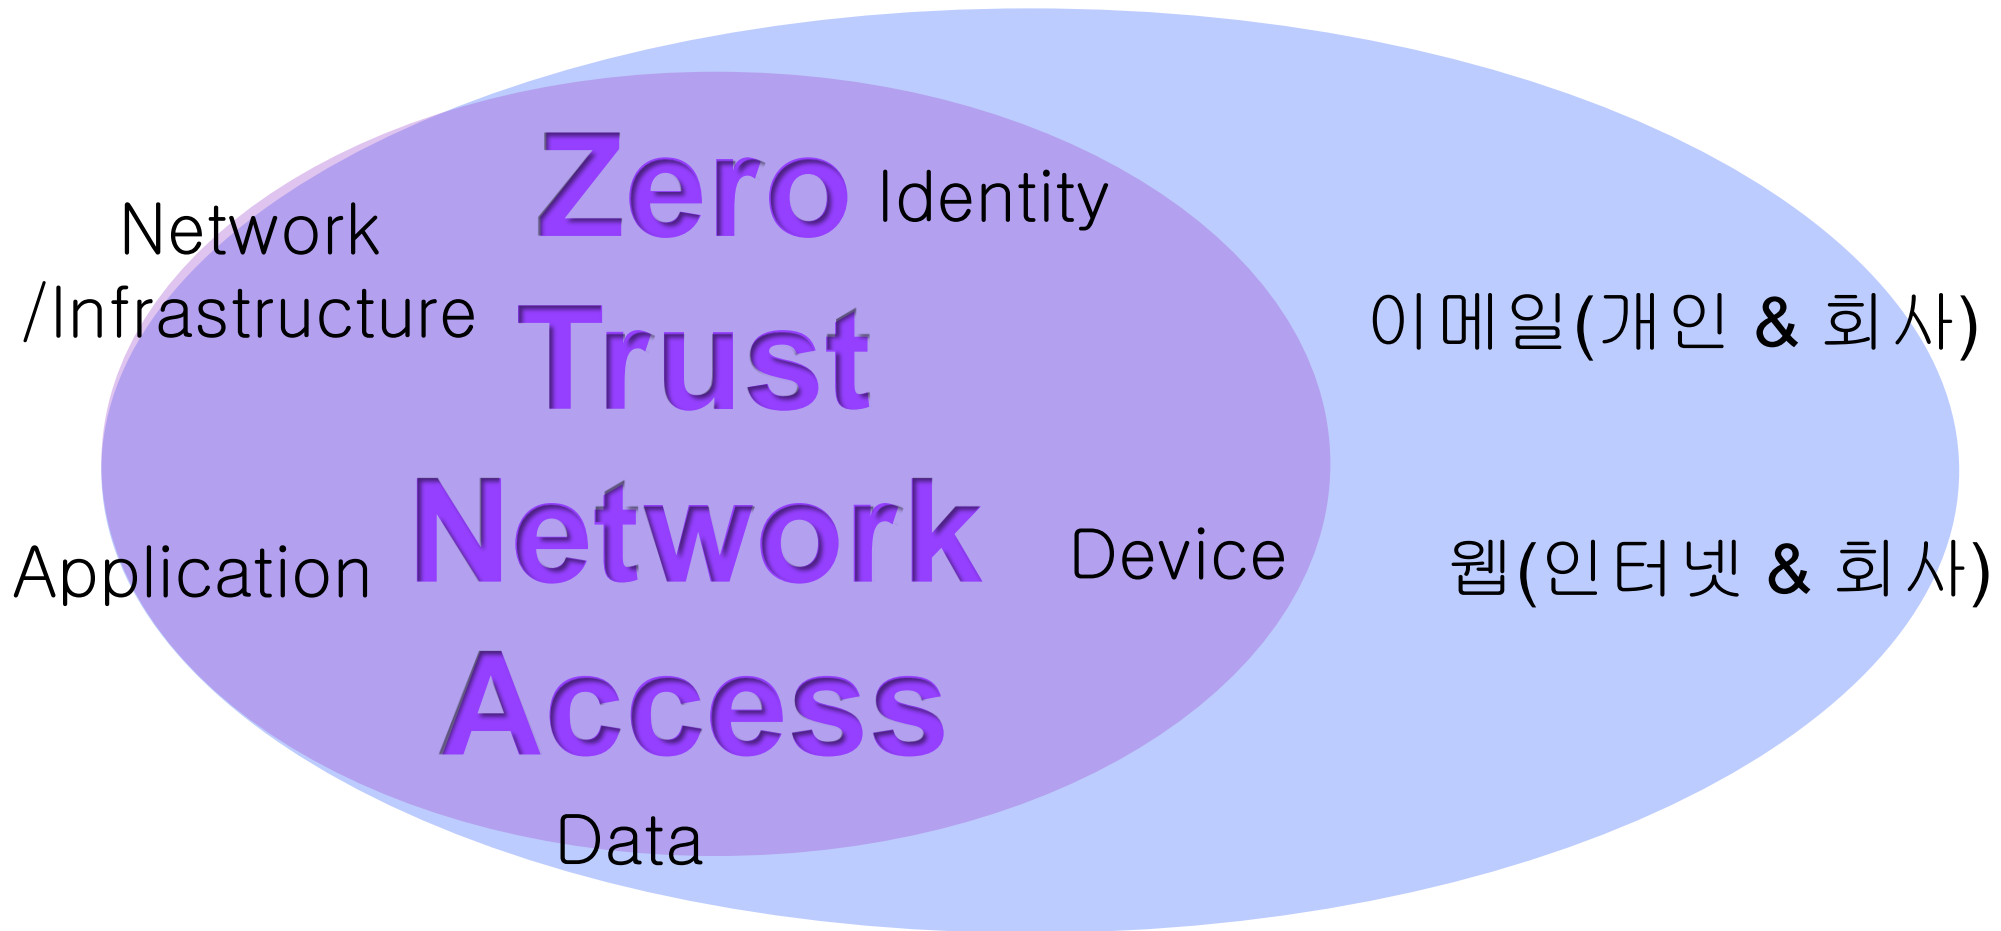 Zero
Identity
Network
/Infrastructure
Trust
이메일(개인 & 회사)
Network
Device
Application
웹(인터넷 & 회사)
Access
Data